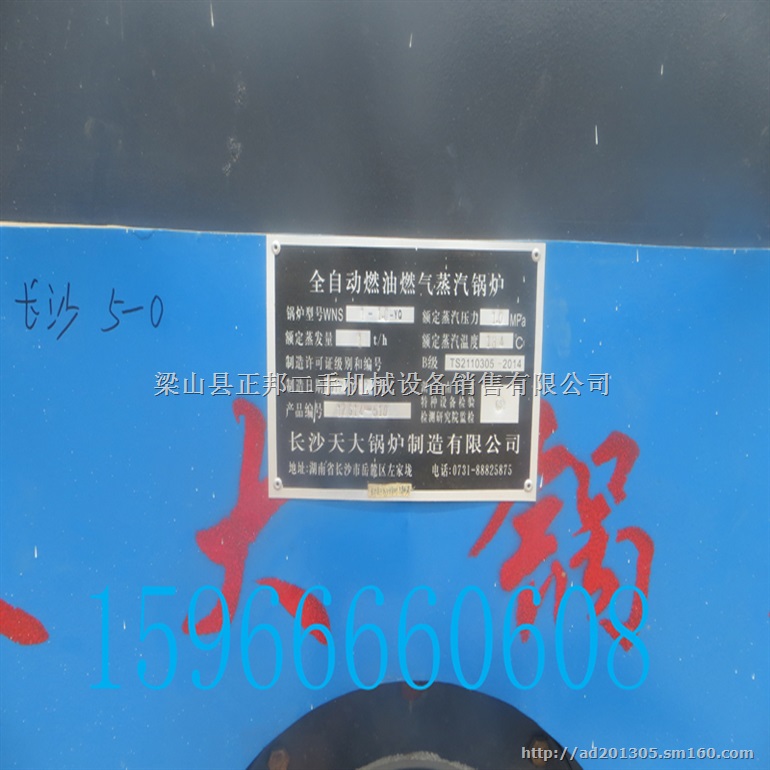 全自动燃油燃气蒸汽锅炉
锅炉型号WNS 额定蒸汽压力 MPa
额定蒸发量 t/h 额定蒸汽温度 ℃
制造许可证级别和编号 B级 TS2110305 -2014
长沙 5-0
梁山县正邦二手机械设备销售有限公司
产品编号 特种设备检验
检测研究院监检
长沙天大锅炉制造有限公司
地址:湖南省长沙市岳麓区左家垅 电话:0731-88825875
大 锅
15966660608
http://ad201305.sm160.com/